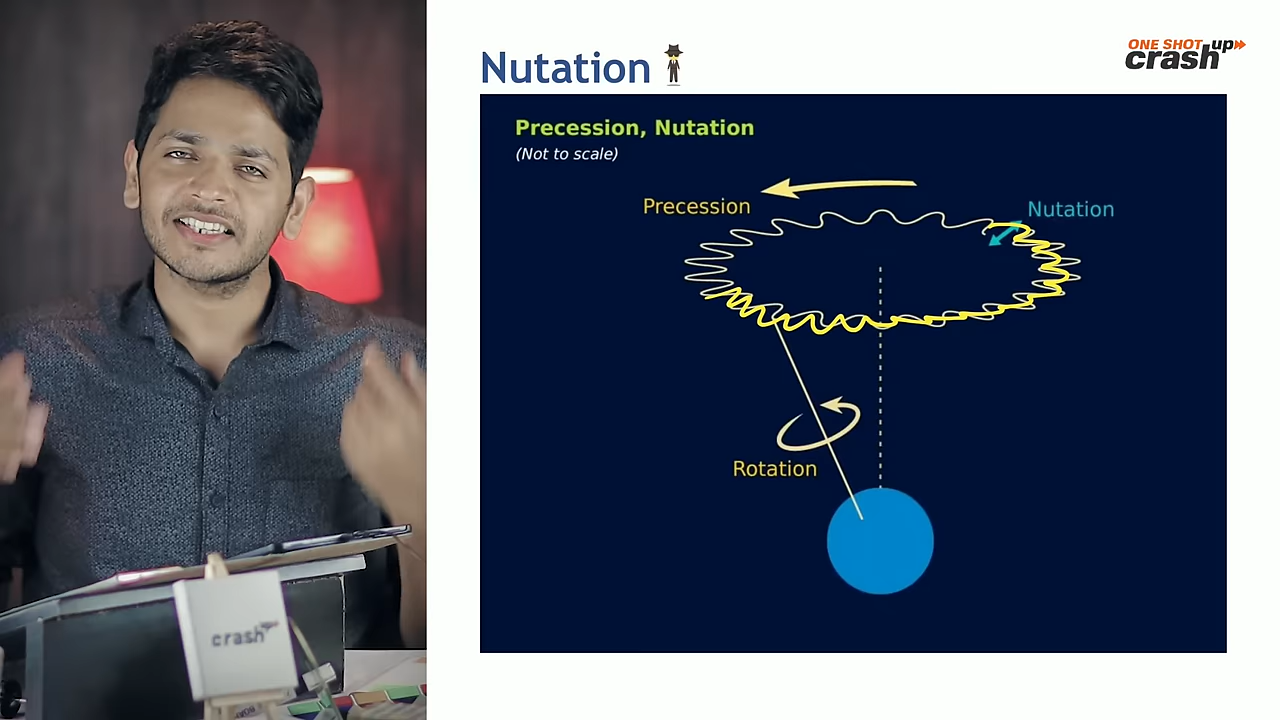 Nutation
ONE SHOT
crash up
Precession, Nutation
(Not to scale)
Precession
Nutation
Rotation
crash